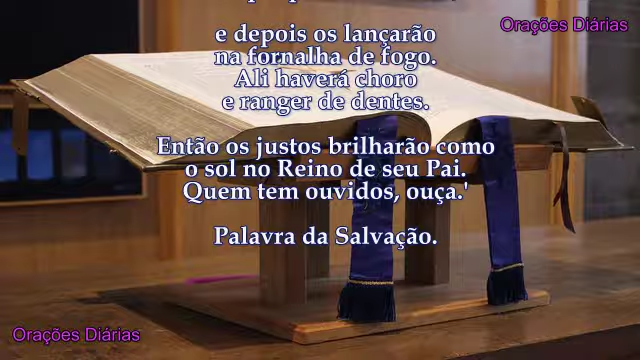 Orações Diárias
e depois os lançarão
na fornalha de fogo.
Ali haverá choro
e ranger de dentes.
Então os justos brilharão como
o sol no Reino de seu Pai.
Quem tem ouvidos, ouça.'
Palavra da Salvação.
Orações Diárias